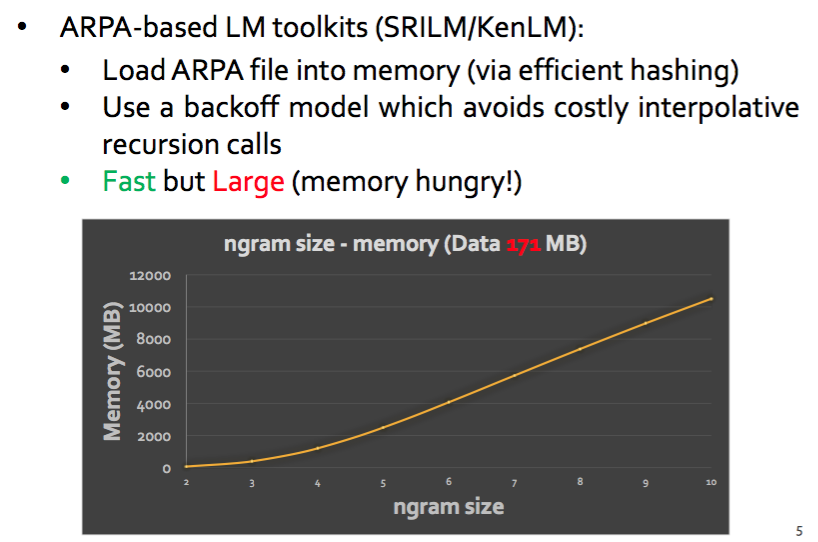 • ARPA-based LM toolkits (SRILM/KenLM):
• Load ARPA file into memory (via efficient hashing)
• Use a backoff model which avoids costly interpolative
recursion calls
• Fast but Large (memory hungry!)
ngram size - memory (Data 171 MB)
Memory (MB)
12000
10000
8000
6000
4000
2000
0
2 3 4 5 6 7 8 9 10
ngram size
5